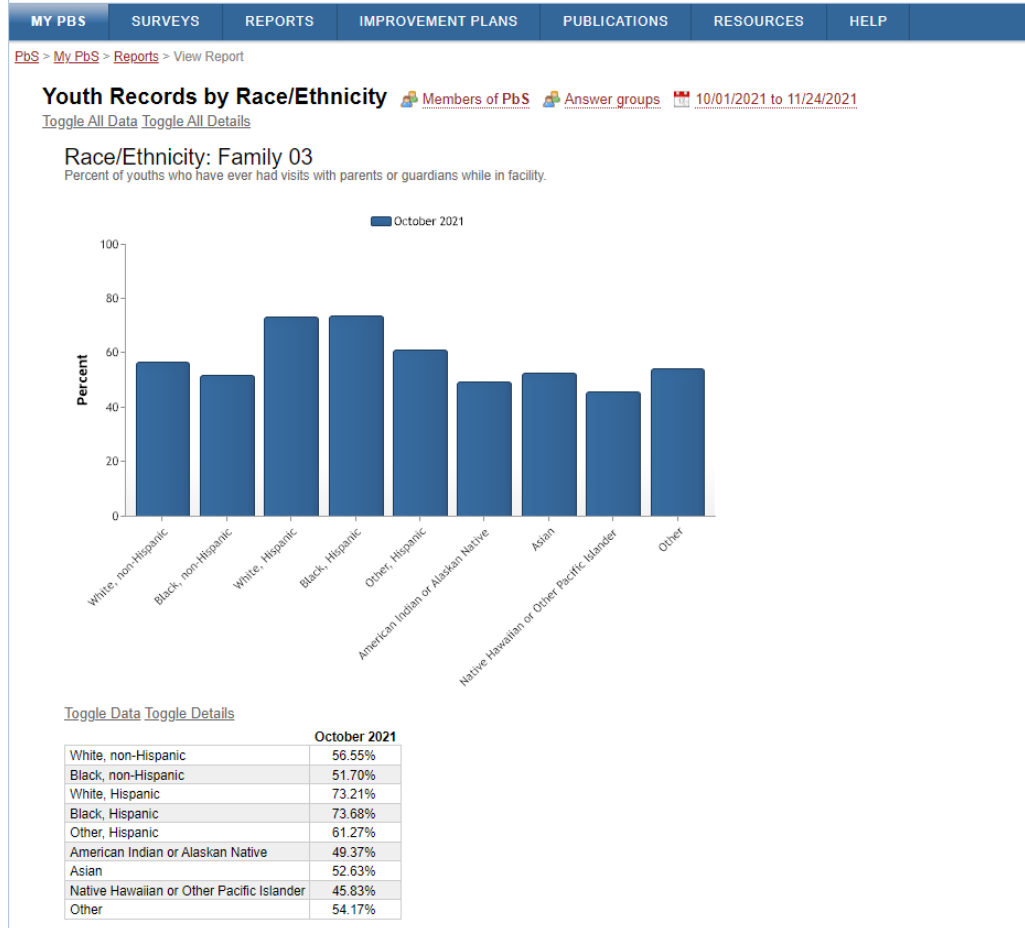 MY PBS SURVEYS REPORTS IMPROVEMENT PLANS PUBLICATIONS RESOURCES HELP
PbS > My PbS > Reports > View Report
Youth Records by Race/Ethnicity Members of PbS Answer groups 10/01/2021 to 11/24/2021
Toggle All Data Toggle All Details
Race/Ethnicity: Family 03
Percent of youths who have ever had visits with parents or guardians while in facility.
October 2021
100
80
60
40
20
0
Percent
White, non-Hispanic
Black, non-Hispanic
White, Hispanic
Black, Hispanic
Other, Hispanic
American Indian or Alaskan Native
Asian
Native Hawaiian or Other Pacific Islander
Other
Toggle Data Toggle Details
October 2021
White, non-Hispanic 56.55%
Black, non-Hispanic 51.70%
White, Hispanic 73.21%
Black, Hispanic 73.68%
Other, Hispanic 61.27%
American Indian or Alaskan Native 49.37%
Asian 52.63%
Native Hawaiian or Other Pacific Islander 45.83%
Other 54.17%